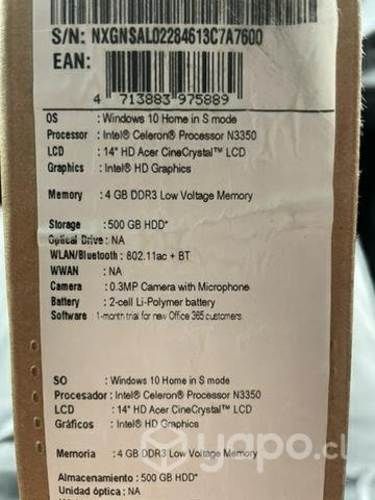 S/N: NXGNSAL02284613C7A7600
EAN:
4 713883 975889
OS : Windows 10 Home in S mode
Processor : Intel® Celeron® Processor N3350
LCD : 14" HD Acer CineCrystal™ LCD
Graphics : Intel® HD Graphics
Memory : 4 GB DDR3 Low Voltage Memory
Storage : 500 GB HDD*
Optical Drive : NA
WLAN/Bluetooth : 802.11ac + BT
WWAN : NA
Camera : 0.3MP Camera with Microphone
Battery : 2-cell Li-Polymer battery
Software : 1-month trial for new Office 365 customers
SO : Windows 10 Home in S mode
Procesador : Intel® Celeron® Processor N3350
LCD : 14" HD Acer CineCrystal™ LCD
Gráficos : Intel® HD Graphics
yapo.cl
Memoria : 4 GB DDR3 Low Voltage Memory
Almacenamiento : 500 GB HDD*
Unidad óptica : NA